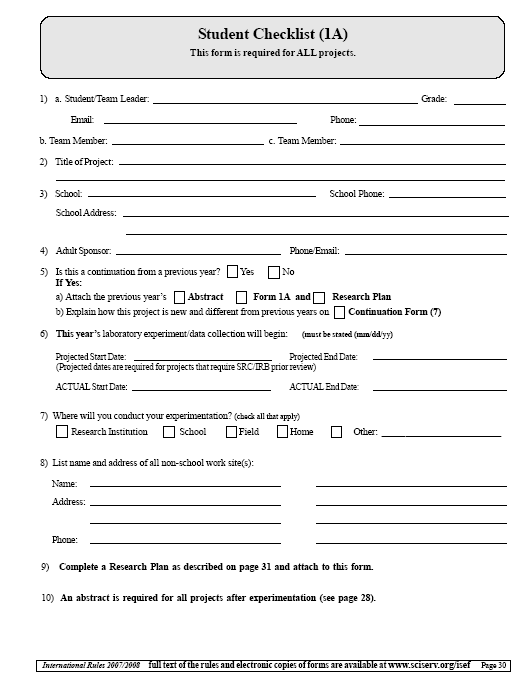 Student Checklist (1A)
This form is required for ALL projects.
1) a. Student/Team Leader: Grade:
Email: Phone:
b. Team Member: c. Team Member:
2) Title of Project:
3) School: School Phone:
School Address:
4) Adult Sponsor: Phone/Email:
5) Is this a continuation from a previous year? Yes No
If Yes:
a) Attach the previous year's Abstract Form 1A and Research Plan
b) Explain how this project is new and different from previous years on Continuation Form (7)
6) This year's laboratory experiment/data collection will begin: (must be stated (mm/dd/yy)
Projected Start Date: Projected End Date:
(Projected dates are required for projects that require SRC/IRB prior review)
ACTUAL Start Date: ACTUAL End Date:
7) Where will you conduct your experimentation? (check all that apply)
Research Institution School Field Home Other:
8) List name and address of all non-school work site(s):
Name:
Address:
Phone:
9) Complete a Research Plan as described on page 31 and attach to this form.
10) An abstract is required for all projects after experimentation (see page 28).
International Rules 2007/2008 full text of the rules and electronic copies of forms are available at www.sciserv.org/isef Page 30